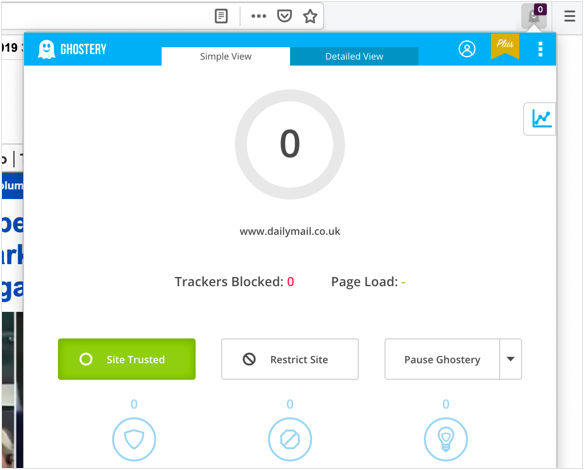 0
019
GHOSTERY
Simple View
Detailed View
Plus
0
www.dailymail.co.uk
Trackers Blocked: 0 Page Load: -
Site Trusted
Restrict Site
Pause Ghostery
0 0 0